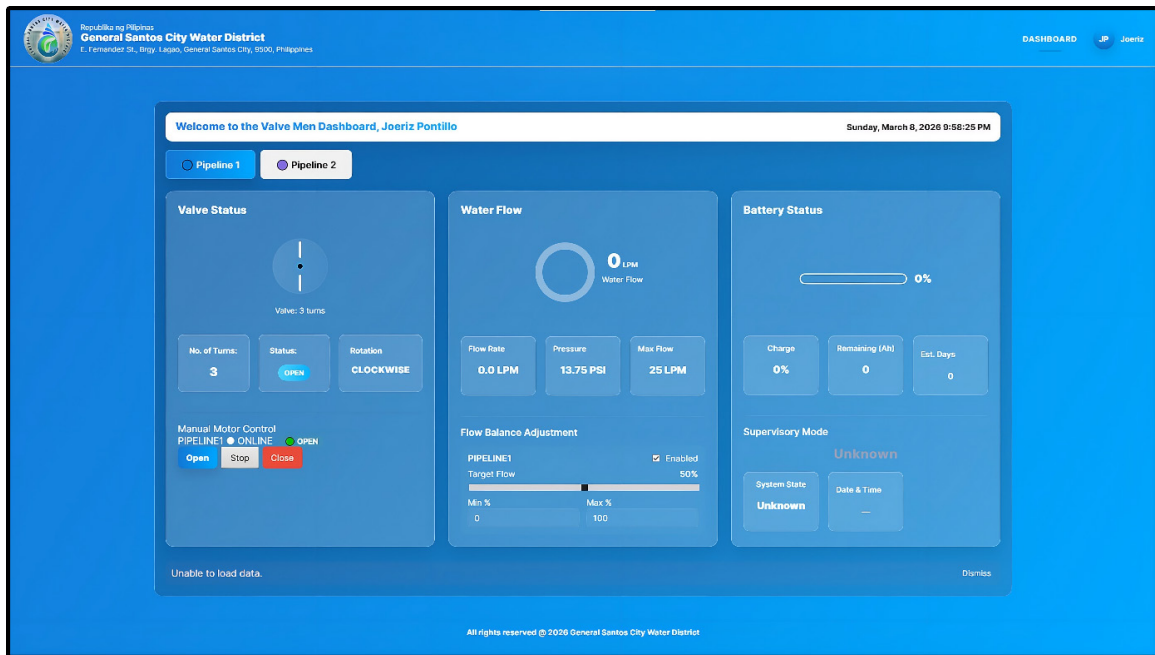 Republika ng Pilipinas
General Santos City Water District
E. Fernandez St., Brgy. Lagao, General Santos City, 9500, Philippines
DASHBOARD
JP
Joeriz
Welcome to the Valve Men Dashboard, Joeriz Pontillo
Sunday, March 8, 2026 9:58:25 PM
Pipeline 1
Pipeline 2
Valve Status
Valve: 3 turns
No. of Turns:
3
Status:
OPEN
Rotation
CLOCKWISE
Manual Motor Control
PIPELINE1 ONLINE OPEN
Open
Stop
Close
Water Flow
0 LPM
Water Flow
Flow Rate
0.0 LPM
Pressure
13.75 PSI
Max Flow
25 LPM
Flow Balance Adjustment
PIPELINE1
Enabled
Target Flow
50%
Min %
Max %
0
100
Battery Status
0%
Charge
0%
Remaining (Ah)
0
Est. Days
0
Supervisory Mode
Unknown
System State
Unknown
Date & Time
—
Unable to load data.
Dismiss
All rights reserved @ 2026 General Santos City Water District